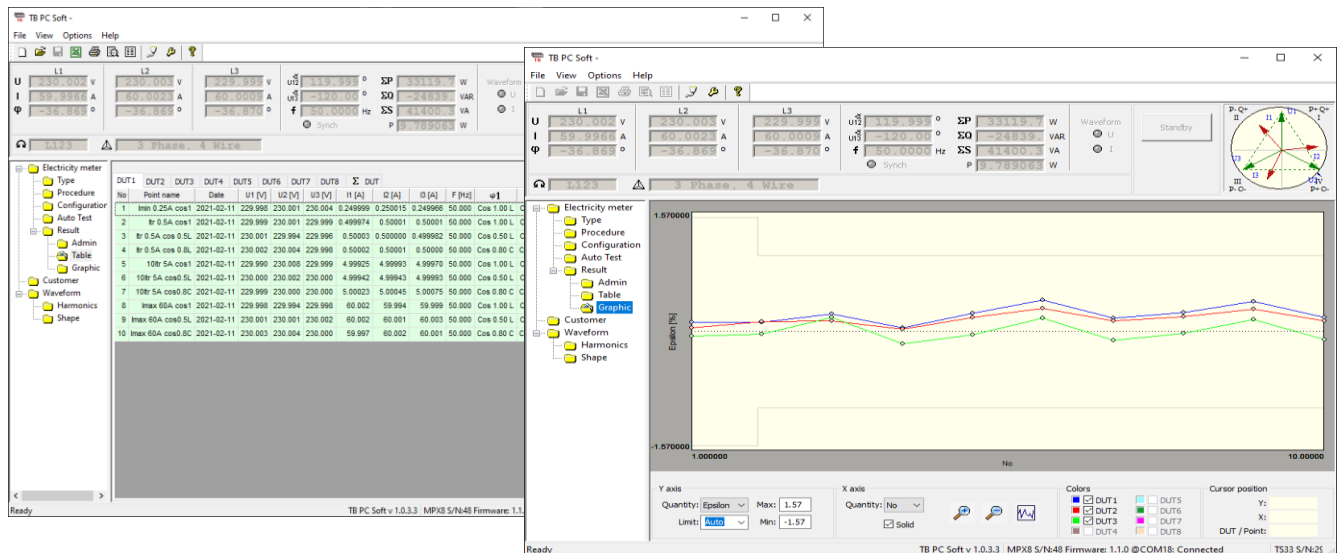 TB PC Soft -
File View Options Help
L1 L2 L3
U 230.002 V 230.003 V 229.999 V U12 119.995 ° ΣP 33119.7 W Waveform
I 59.9966 A 60.0023 A 60.0009 A U13 -120.00 ° ΣQ -24839. VAR U
φ -36.869 ° -36.869 ° -36.870 ° f 50.0000 Hz ΣS 41400.3 VA I
Synch P 9.789063 W
L123 3 Phase, 4 Wire
Electricity meter
Type
Procedure
Configuration
Auto Test
Result
Admin
Table
Graphic
Customer
Waveform
Harmonics
Shape
DUT1 DUT2 DUT3 DUT4 DUT5 DUT6 DUT7 DUT8 Σ DUT
No Point name Date U1 [V] U2 [V] U3 [V] I1 [A] I2 [A] I3 [A] F [Hz] φ1
1 Imin 0.25A cos1 2021-02-11 229.998 230.001 230.004 0.249999 0.250015 0.249966 50.000 Cos 1.00 L
2 Itr 0.5A cos1 2021-02-11 229.999 230.001 229.999 0.499974 0.50001 0.50001 50.000 Cos 1.00 L
3 Itr 0.5A cos 0.5L 2021-02-11 230.001 229.994 229.996 0.50003 0.500000 0.499982 50.000 Cos 0.50 L
4 Itr 0.5A cos 0.8L 2021-02-11 230.002 230.004 229.998 0.50002 0.50001 0.50000 50.000 Cos 0.80 C
5 10Itr 5A cos1 2021-02-11 229.990 230.008 229.999 4.99925 4.99993 4.99970 50.000 Cos 1.00 L
6 10Itr 5A cos0.5L 2021-02-11 230.000 230.002 230.000 4.99942 4.99943 4.99993 50.000 Cos 0.50 L
7 10Itr 5A cos0.8C 2021-02-11 229.994 230.000 230.000 5.00023 5.00045 5.00075 50.000 Cos 0.80 C
8 Imax 60A cos1 2021-02-11 229.998 229.994 229.998 60.002 59.994 59.999 50.000 Cos 1.00 L
9 Imax 60A cos0.5L 2021-02-11 230.001 230.001 230.002 60.002 60.001 60.003 50.000 Cos 0.50 L
10 Imax 60A cos0.8C 2021-02-11 230.003 230.004 230.000 59.997 60.002 60.001 50.000 Cos 0.80 C
Ready TB PC Soft v 1.0.3.3 MPX8 S/N:48 Firmware: 1.1.
TB PC Soft -
File View Options Help
L1 L2 L3
U 230.002 V 230.003 V 229.999 V U12 119.995 ° ΣP 33119.7 W Waveform Standby
I 59.9966 A 60.0023 A 60.0009 A U13 -120.00 ° ΣQ -24839. VAR U
φ -36.869 ° -36.869 ° -36.870 ° f 50.0000 Hz ΣS 41400.3 VA I
Synch P 9.789063 W
L123 3 Phase, 4 Wire
P- Q+ P+ Q+
II I1 U1 I
U3 I2
I3 U2
III IV
P- Q- P+ Q-
Electricity meter
Type
Procedure
Configuration
Auto Test
Result
Admin
Table
Graphic
Customer
Waveform
Harmonics
Shape
1.570000
Epsilon [%]
-1.570000
1.000000 10.00000
No
Y axis X axis Colors Cursor position
Quantity: Epsilon Max: 1.57 Quantity: No DUT1 DUT5 Y:
Limit: Auto Min: -1.57 Solid DUT2 DUT6 X:
DUT3 DUT7 DUT / Point:
DUT4 DUT8
Ready TB PC Soft v 1.0.3.3 MPX8 S/N:48 Firmware: 1.1.0 @COM18: Connected TS33 S/N:29